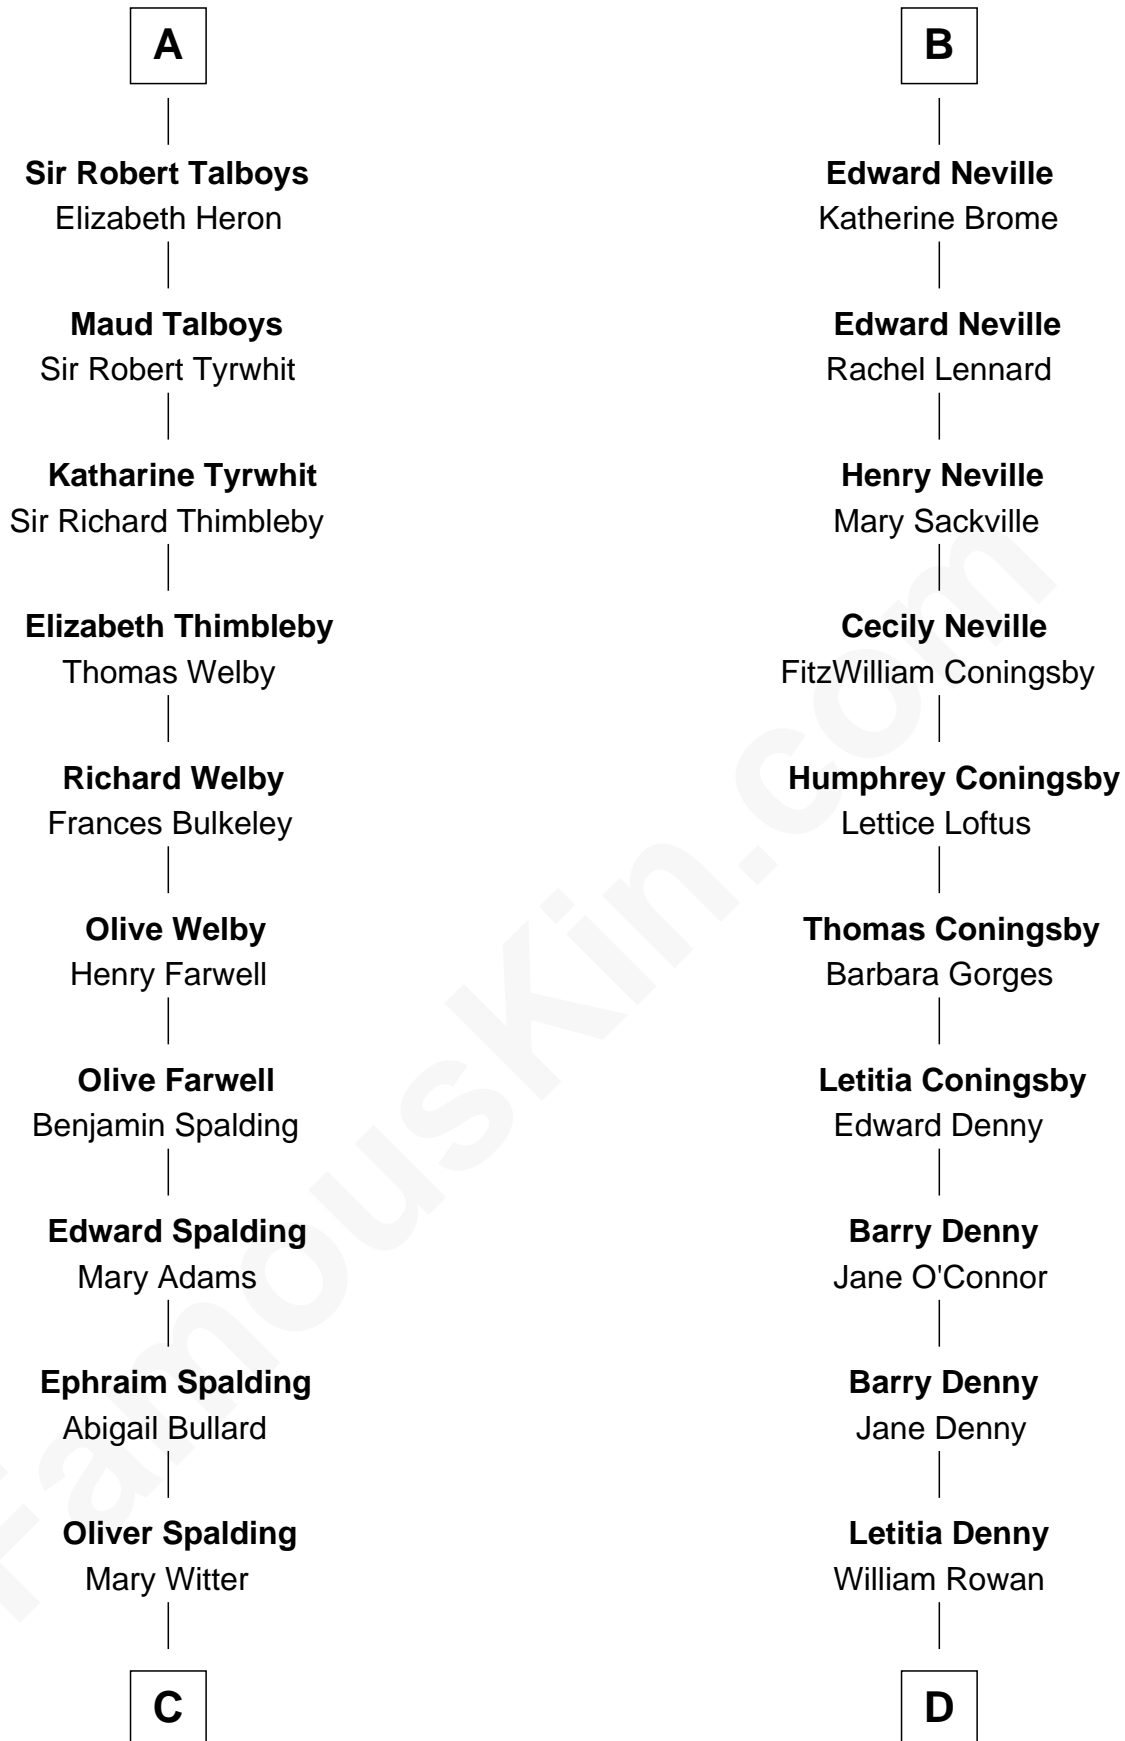 A
Sir Robert Talboys
Elizabeth Heron
Maud Talboys
Sir Robert Tyrwhit
Katharine Tyrwhit
Sir Richard Thimbleby
Elizabeth Thimbleby
Thomas Welby
Richard Welby
Frances Bulkeley
Olive Welby
Henry Farwell
Olive Farwell
Benjamin Spalding
Edward Spalding
Mary Adams
Ephraim Spalding
Abigail Bullard
Oliver Spalding
Mary Witter
C
B
Edward Neville
Katherine Brome
Edward Neville
Rachel Lennard
Henry Neville
Mary Sackville
Cecily Neville
FitzWilliam Coningsby
Humphrey Coningsby
Lettice Loftus
Thomas Coningsby
Barbara Gorges
Letitia Coningsby
Edward Denny
Barry Denny
Jane O'Connor
Barry Denny
Jane Denny
Letitia Denny
William Rowan
D
FamousKin.com